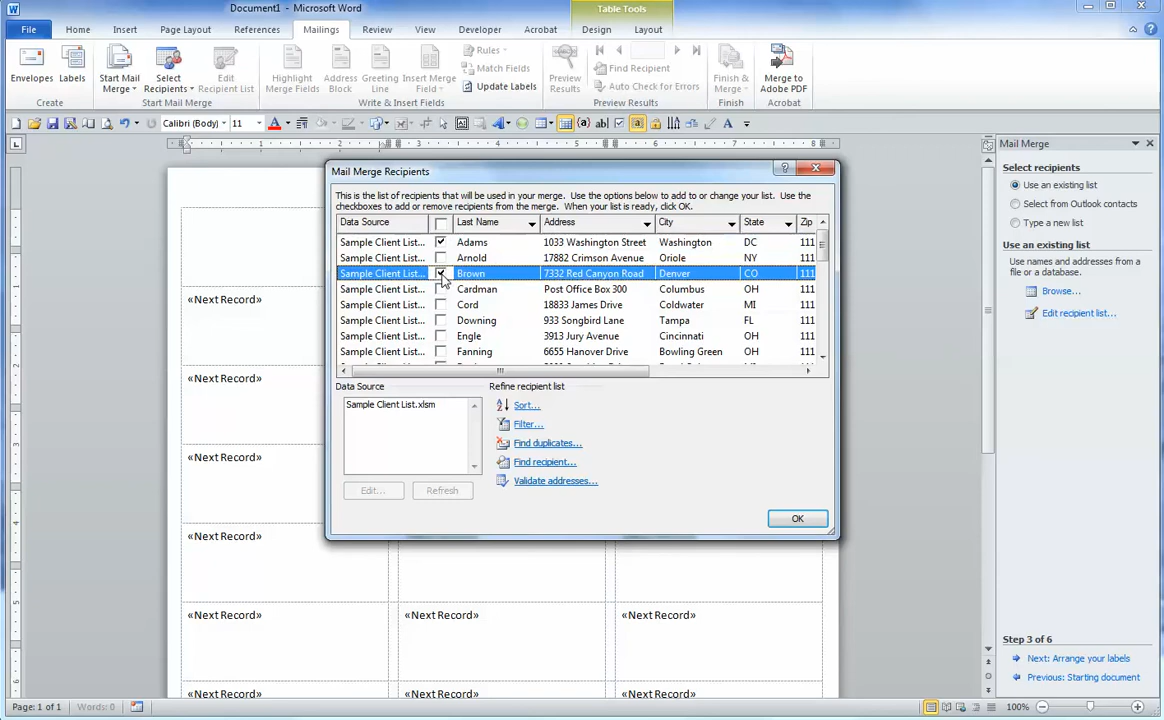 Document1 - Microsoft Word
Table Tools
File Home Insert Page Layout References Mailings Review View Developer Acrobat Design Layout
Envelopes Labels
Create
Start Mail Merge
Select Recipients
Edit Recipient List
Start Mail Merge
Highlight Merge Fields
Address Block
Greeting Line
Insert Merge Field
Rules
Match Fields
Update Labels
Write & Insert Fields
Preview Results
Find Recipient
Auto Check for Errors
Preview Results
Finish & Merge
Finish
Merge to Adobe PDF
Acrobat
Calibri (Body) 11
1 2 3 4 5 6 7 8
Mail Merge Recipients
This is the list of recipients that will be used in your merge. Use the options below to add to or change your list. Use the
checkboxes to add or remove recipients from the merge. When your list is ready, click OK.
Data Source Last Name Address City State Zip
Sample Client List... Adams 1033 Washington Street Washington DC 111
Sample Client List... Arnold 17882 Crimson Avenue Oriole NY 111
Sample Client List... Brown 7332 Red Canyon Road Denver CO 111
Sample Client List... Cardman Post Office Box 300 Columbus OH 111
Sample Client List... Cord 18833 James Drive Coldwater MI 111
Sample Client List... Downing 933 Songbird Lane Tampa FL 111
Sample Client List... Engle 3913 Jury Avenue Cincinnati OH 111
Sample Client List... Fanning 6655 Hanover Drive Bowling Green OH 111
Data Source
Sample Client List.xlsm
Edit... Refresh
Refine recipient list
Sort...
Filter...
Find duplicates...
Find recipient...
Validate addresses...
OK
«Next Record»
«Next Record»
«Next Record»
«Next Record»
«Next Record» «Next Record» «Next Record»
«Next Record» «Next Record» «Next Record»
Mail Merge
Select recipients
Use an existing list
Select from Outlook contacts
Type a new list
Use an existing list
Use names and addresses from a
file or a database.
Browse...
Edit recipient list...
Step 3 of 6
Next: Arrange your labels
Previous: Starting document
Page: 1 of 1 Words: 0 100%